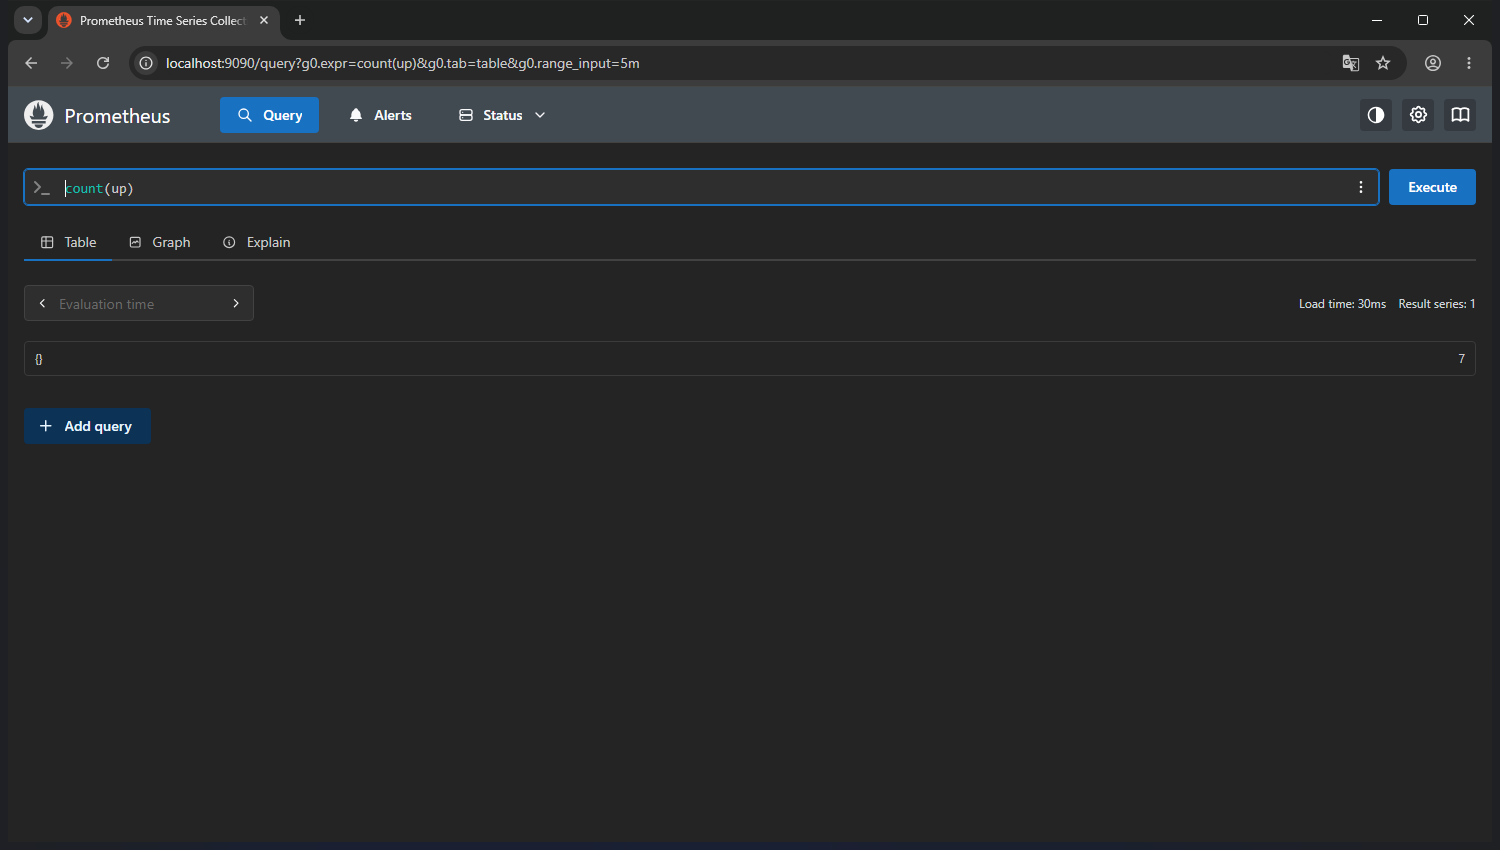 Prometheus Time Series Collect
localhost:9090/query?g0.expr=count(up)&g0.tab=table&g0.range_input=5m
Prometheus Query Alerts Status
>_ count(up) Execute
Table Graph Explain
Evaluation time Load time: 30ms Result series: 1
{} 7
+ Add query